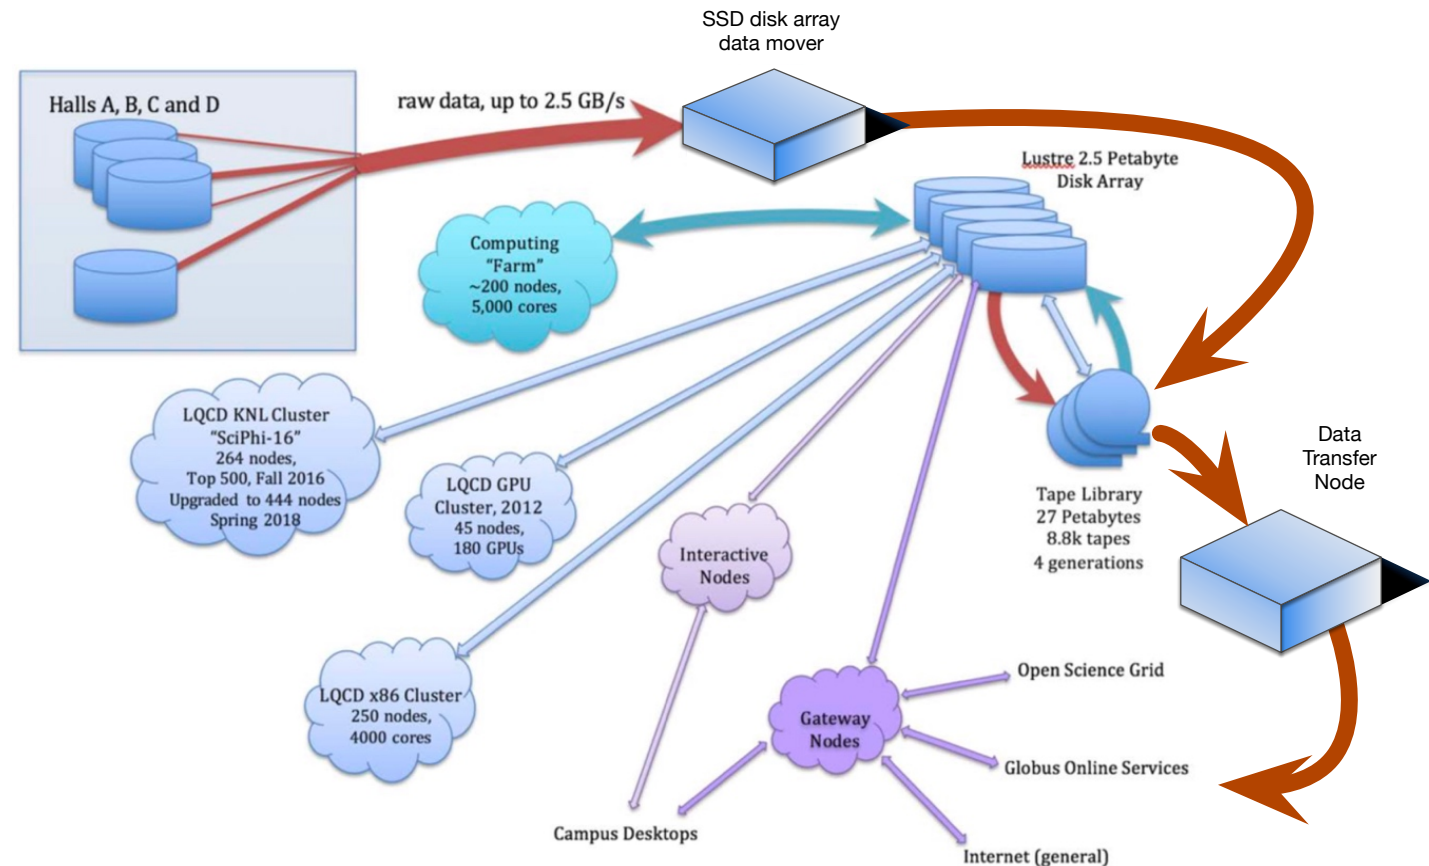 SSD disk array
data mover
Halls A, B, C and D
raw data, up to 2.5 GB/s
Lustre 2.5 Petabyte
Disk Array
Computing
“Farm”
~200 nodes,
5,000 cores
LQCD KNL Cluster
“SciPhi-16”
264 nodes,
Top 500, Fall 2016
Upgraded to 444 nodes
Spring 2018
LQCD GPU
Cluster, 2012
45 nodes,
180 GPUs
Interactive
Nodes
Tape Library
27 Petabytes
8.8k tapes
4 generations
Data
Transfer
Node
LQCD x86 Cluster
250 nodes,
4000 cores
Gateway
Nodes
Open Science Grid
Globus Online Services
Campus Desktops
Internet (general)